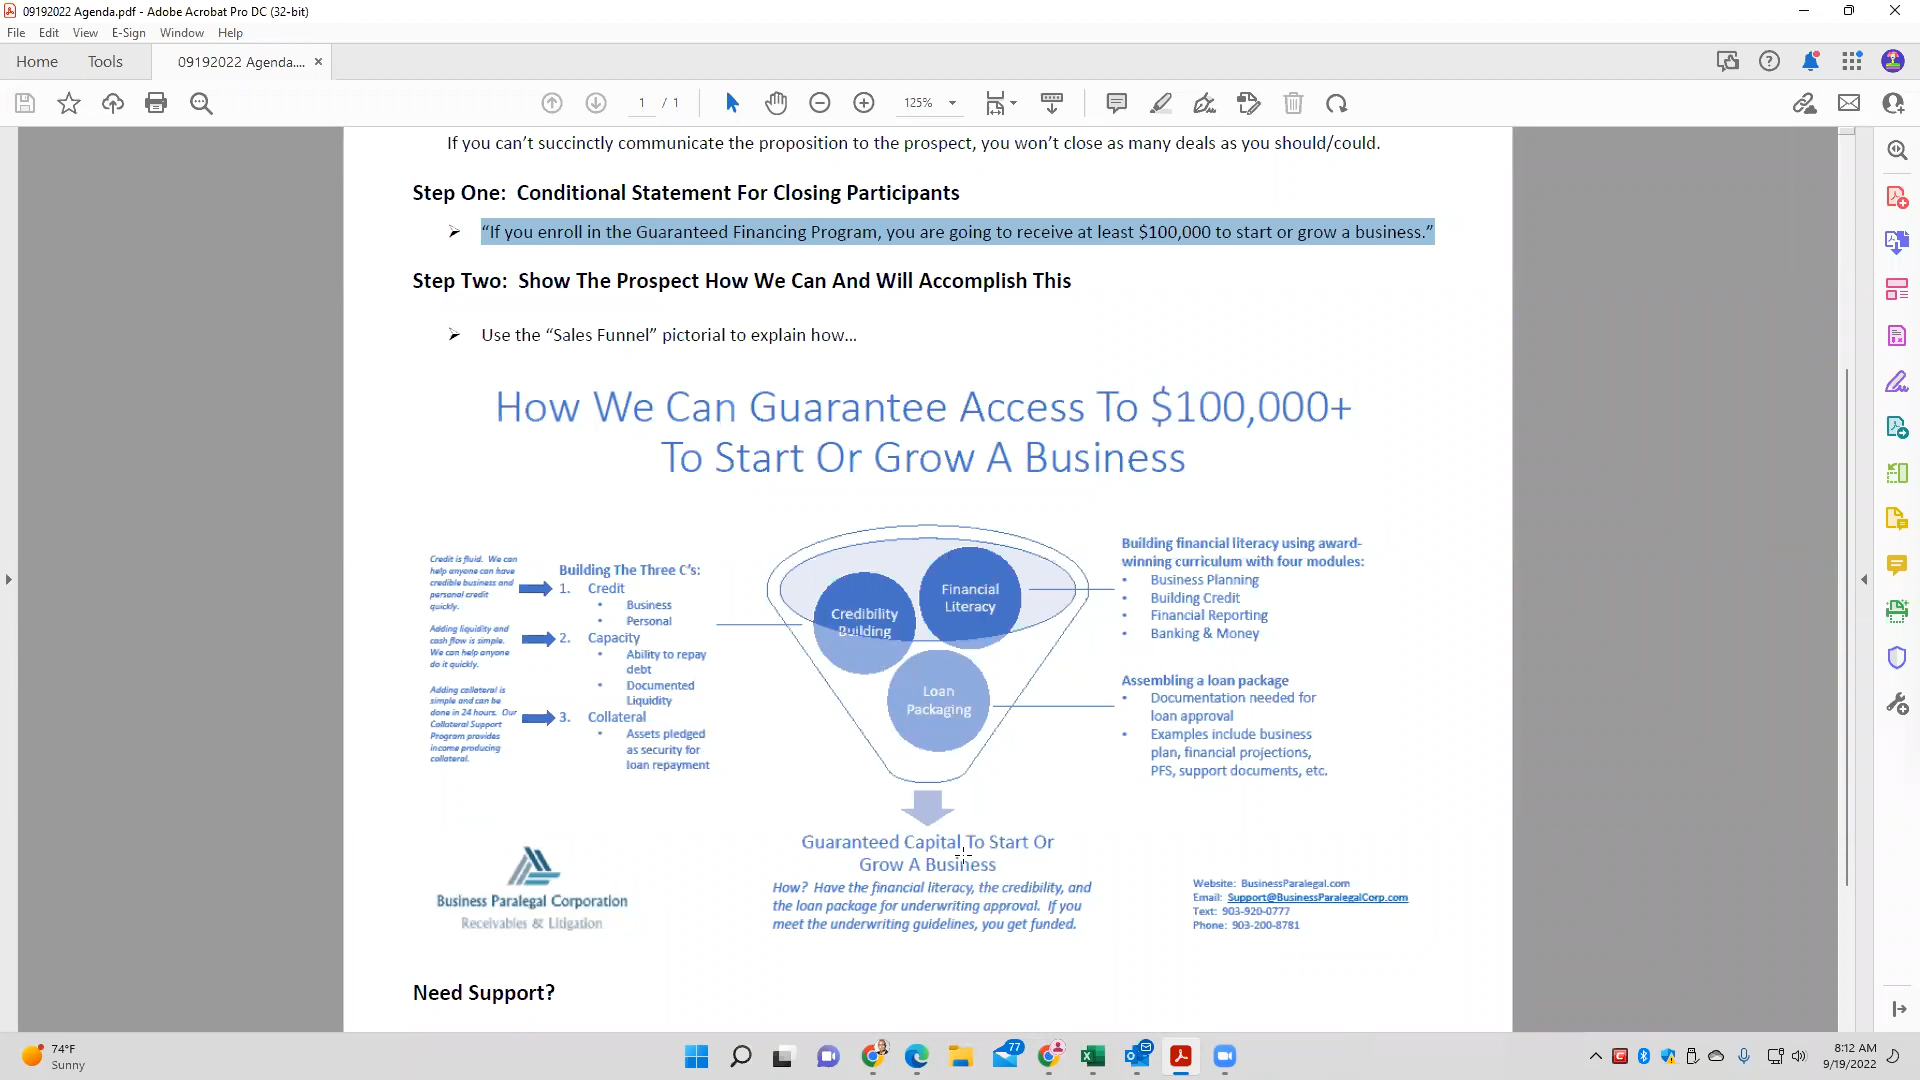 09192022 Agenda.pdf - Adobe Acrobat Pro DC (32-bit)
File Edit View E-Sign Window Help
Home Tools 09192022 Agenda.... ×
1 / 1 125%
If you can’t succinctly communicate the proposition to the prospect, you won’t close as many deals as you should/could.
Step One: Conditional Statement For Closing Participants
➢ “If you enroll in the Guaranteed Financing Program, you are going to receive at least $100,000 to start or grow a business.”
Step Two: Show The Prospect How We Can And Will Accomplish This
➢ Use the “Sales Funnel” pictorial to explain how…
How We Can Guarantee Access To $100,000+
To Start Or Grow A Business
Credit is fluid. We can
help anyone can have
credible business and
personal credit
quickly.
Adding liquidity and
cash flow is simple.
We can help anyone
do it quickly.
Adding collateral is
simple and can be
done in 24 hours. Our
Collateral Support
Program provides
income producing
collateral.
Building The Three C’s:
1. Credit
• Business
• Personal
2. Capacity
• Ability to repay
debt
• Documented
Liquidity
3. Collateral
• Assets pledged
as security for
loan repayment
Credibility
Building
Financial
Literacy
Loan
Packaging
Building financial literacy using award-
winning curriculum with four modules:
• Business Planning
• Building Credit
• Financial Reporting
• Banking & Money
Assembling a loan package
• Documentation needed for
loan approval
• Examples include business
plan, financial projections,
PFS, support documents, etc.
Guaranteed Capital To Start Or
Grow A Business
How? Have the financial literacy, the credibility, and
the loan package for underwriting approval. If you
meet the underwriting guidelines, you get funded.
Business Paralegal Corporation
Receivables & Litigation
Website: BusinessParalegal.com
Email: Support@BusinessParalegalCorp.com
Text: 903-920-0777
Phone: 903-200-8781
Need Support?
74°F
Sunny
77
8:12 AM
9/19/2022